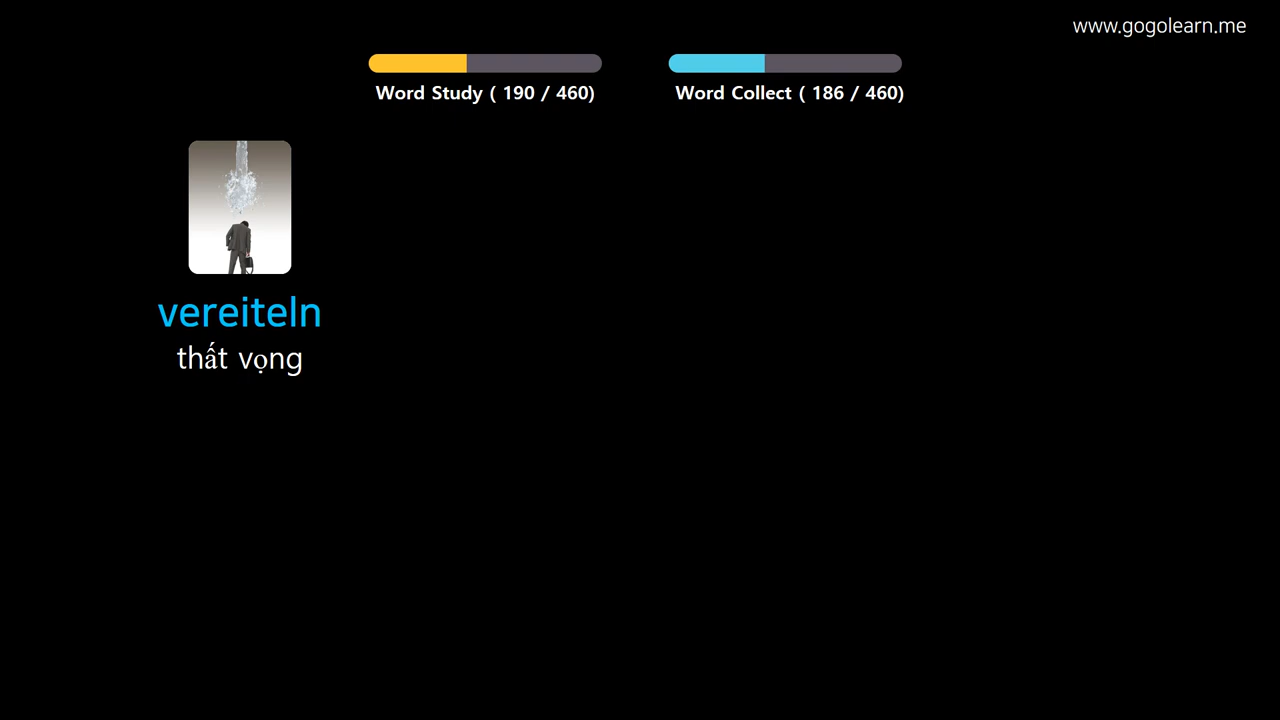 www.gogolearn.me
Word Study ( 190 / 460)
Word Collect ( 186 / 460)
vereiteln
thất vọng